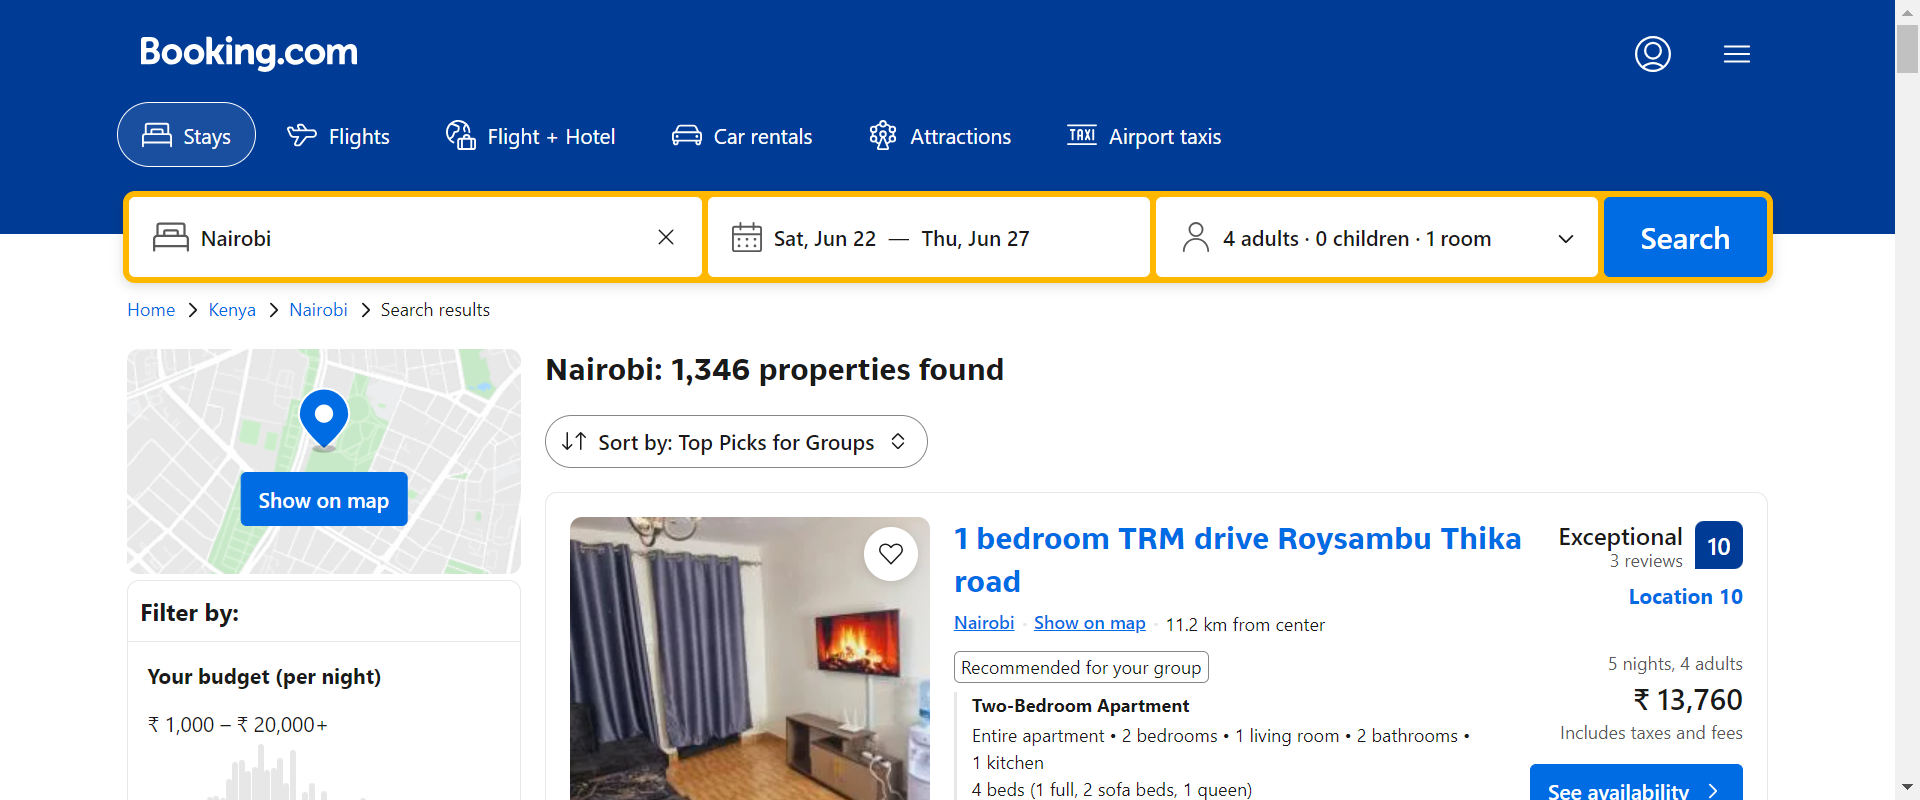 Booking.com
Stays
Flights
Flight + Hotel
Car rentals
Attractions
TAXI Airport taxis
Nairobi
Sat, Jun 22 — Thu, Jun 27
4 adults · 0 children · 1 room
Search
Home
Kenya
Nairobi
Search results
Show on map
Filter by:
Your budget (per night)
₹ 1,000 – ₹ 20,000+
Nairobi: 1,346 properties found
Sort by: Top Picks for Groups
1 bedroom TRM drive Roysambu Thika
road
Nairobi · Show on map · 11.2 km from center
Recommended for your group
Two-Bedroom Apartment
Entire apartment • 2 bedrooms • 1 living room • 2 bathrooms •
1 kitchen
4 beds (1 full, 2 sofa beds, 1 queen)
Exceptional
3 reviews
10
Location 10
5 nights, 4 adults
₹ 13,760
Includes taxes and fees
See availability